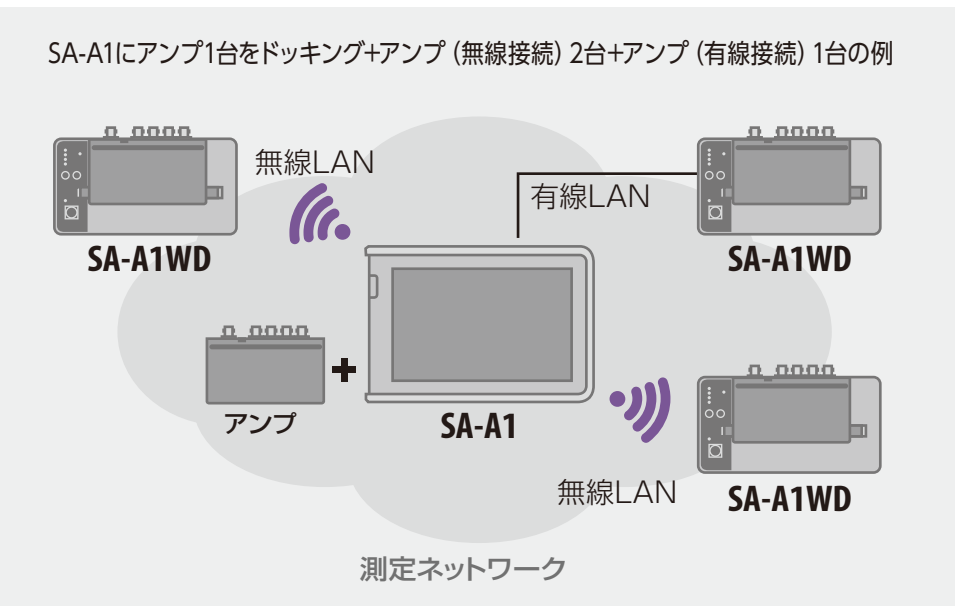 SA-A1にアンプ1台をドッキング+アンプ（無線接続）2台+アンプ（有線接続）1台の例
無線LAN
有線LAN
SA-A1WD
SA-A1WD
アンプ
SA-A1
無線LAN
SA-A1WD
測定ネットワーク